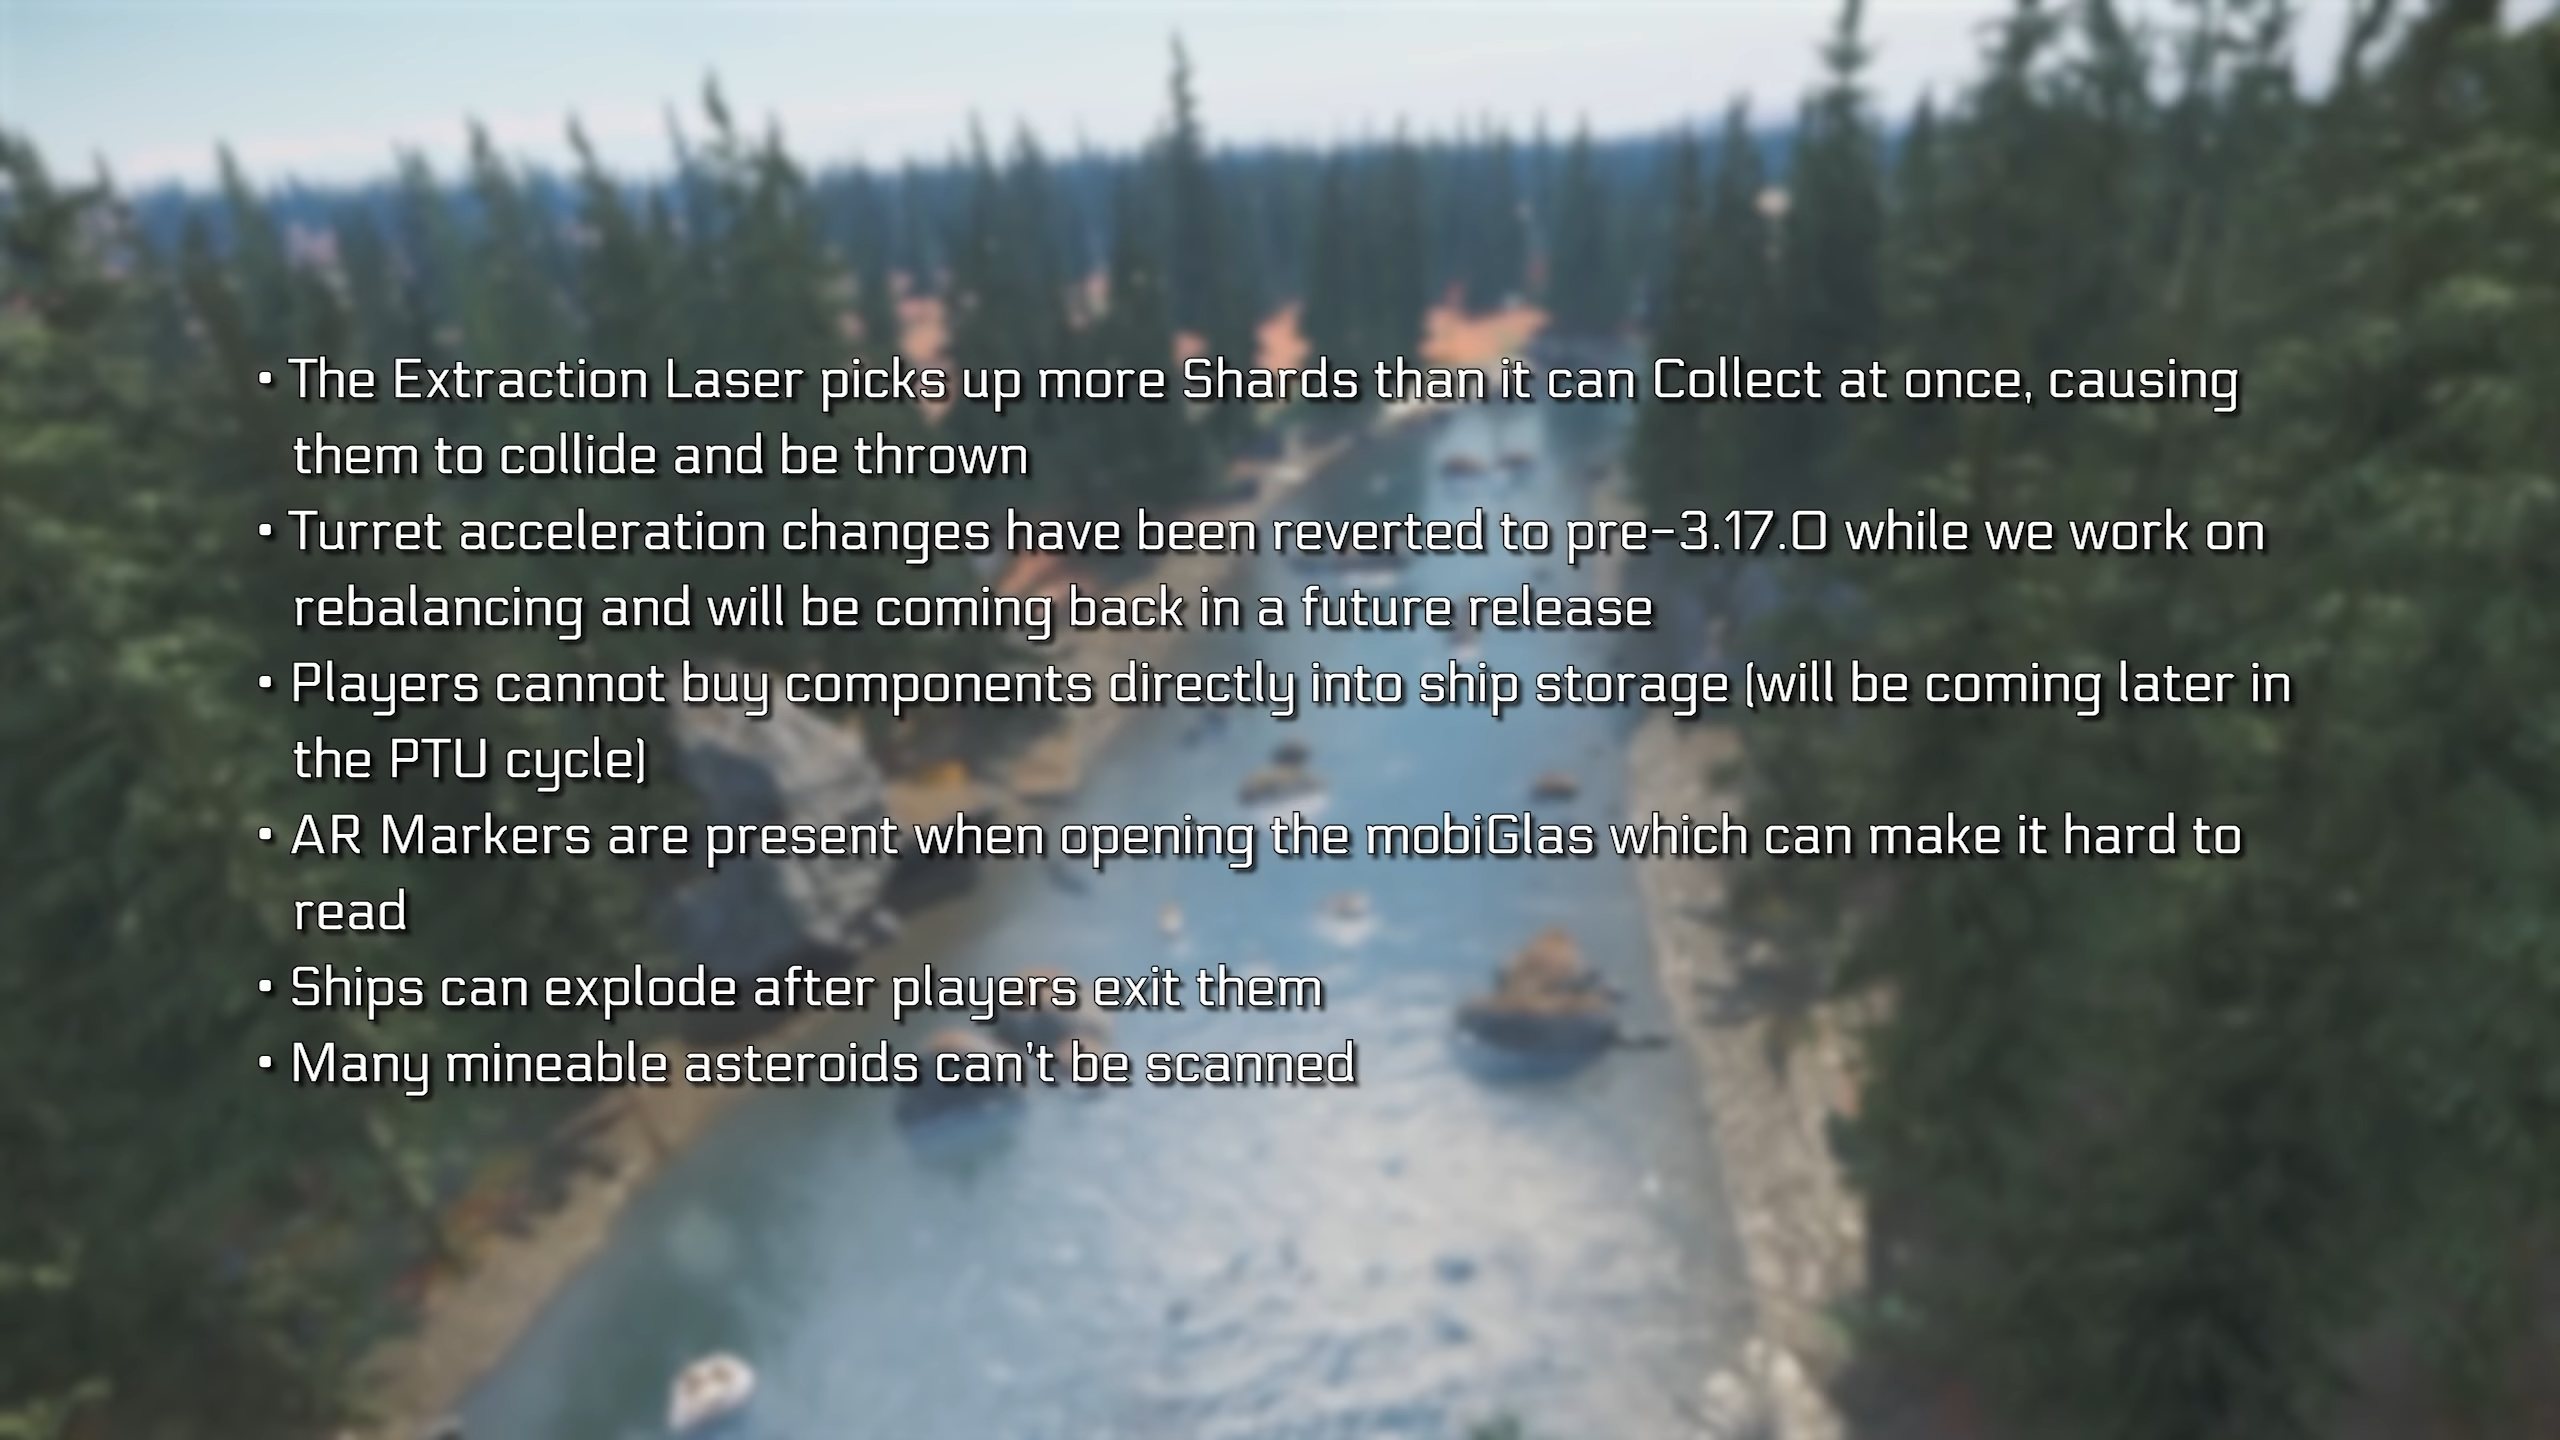 • The Extraction Laser picks up more Shards than it can Collect at once, causing
them to collide and be thrown
• Turret acceleration changes have been reverted to pre-3.17.0 while we work on
rebalancing and will be coming back in a future release
• Players cannot buy components directly into ship storage (will be coming later in
the PTU cycle)
• AR Markers are present when opening the mobiGlas which can make it hard to
read
• Ships can explode after players exit them
• Many mineable asteroids can't be scanned